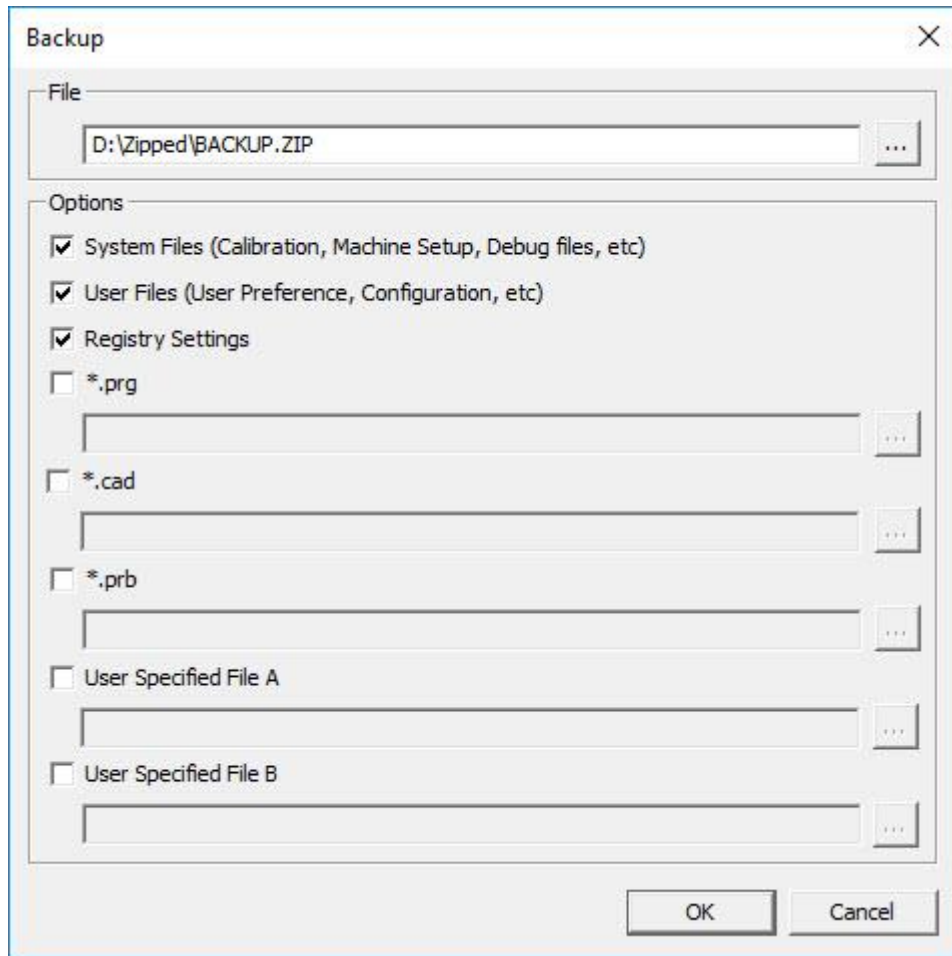 Backup
File
D:\Zipped\BACKUP.ZIP
...
Options
System Files (Calibration, Machine Setup, Debug files, etc)
User Files (User Preference, Configuration, etc)
Registry Settings
*.prg
...
*.cad
...
*.prb
...
User Specified File A
...
User Specified File B
...
OK
Cancel